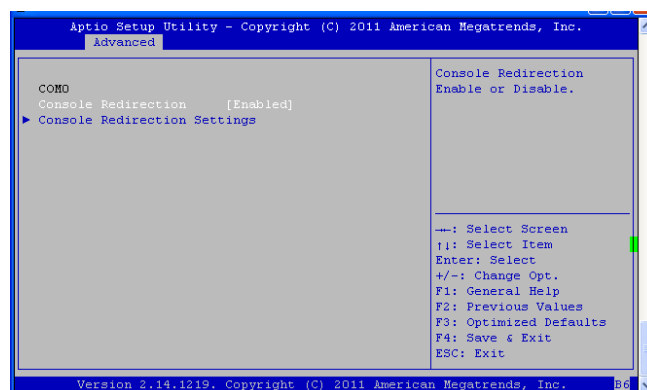 Aptio Setup Utility - Copyright (C) 2011 American Megatrends, Inc.
Advanced
COM0
Console Redirection [Enabled]
► Console Redirection Settings
Console Redirection
Enable or Disable.
→←: Select Screen
↑↓: Select Item
Enter: Select
+/-: Change Opt.
F1: General Help
F2: Previous Values
F3: Optimized Defaults
F4: Save & Exit
ESC: Exit
Version 2.14.1219. Copyright (C) 2011 American Megatrends, Inc.
B6